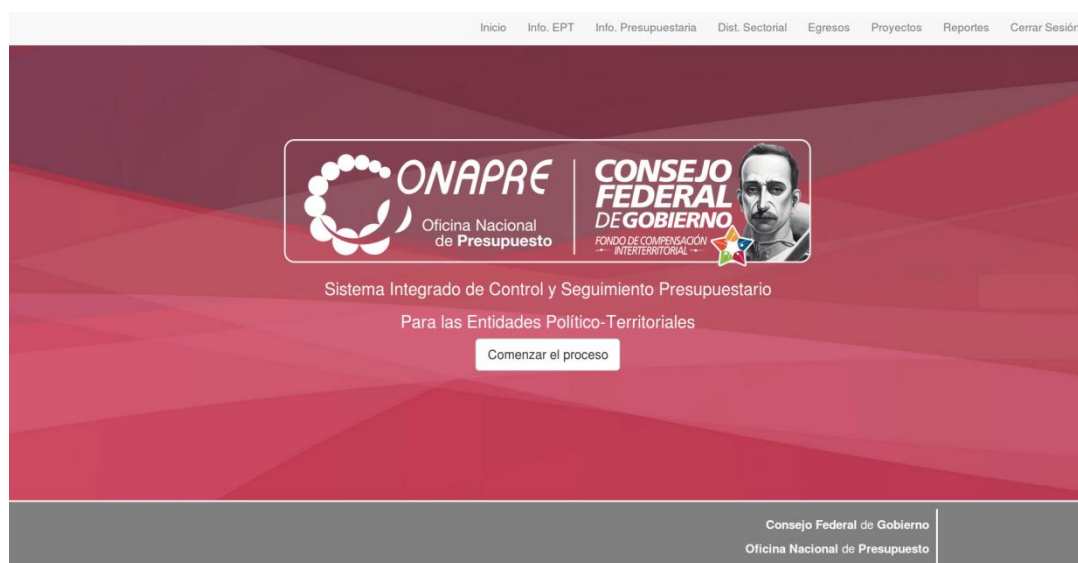 Inicio Info. EPT Info. Presupuestaria Dist. Sectorial Egresos Proyectos Reportes Cerrar Sesión
ONAPRE
Oficina Nacional
de Presupuesto
CONSEJO
FEDERAL
DE GOBIERNO
FONDO DE COMPENSACIÓN
INTERTERRITORIAL
Sistema Integrado de Control y Seguimiento Presupuestario
Para las Entidades Político-Territoriales
Comenzar el proceso
Consejo Federal de Gobierno
Oficina Nacional de Presupuesto